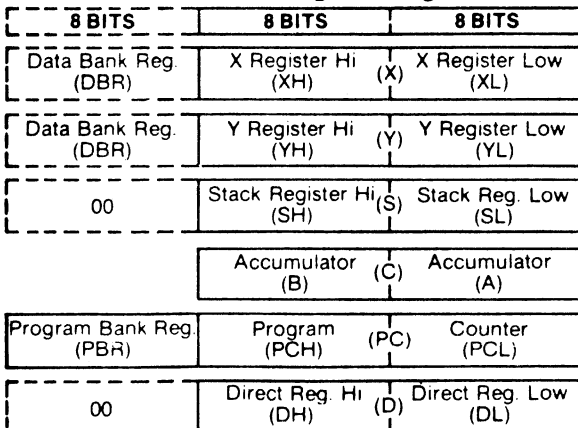 8 BITS 8 BITS 8 BITS
Data Bank Reg. X Register Hi (X) X Register Low
(DBR) (XH) (XL)
Data Bank Reg. Y Register Hi (Y) Y Register Low
(DBR) (YH) (YL)
00 Stack Register Hi (S) Stack Reg. Low
(SH) (SL)
Accumulator (C) Accumulator
(B) (A)
Program Bank Reg. Program (PC) Counter
(PBR) (PCH) (PCL)
00 Direct Reg. Hi (D) Direct Reg. Low
(DH) (DL)